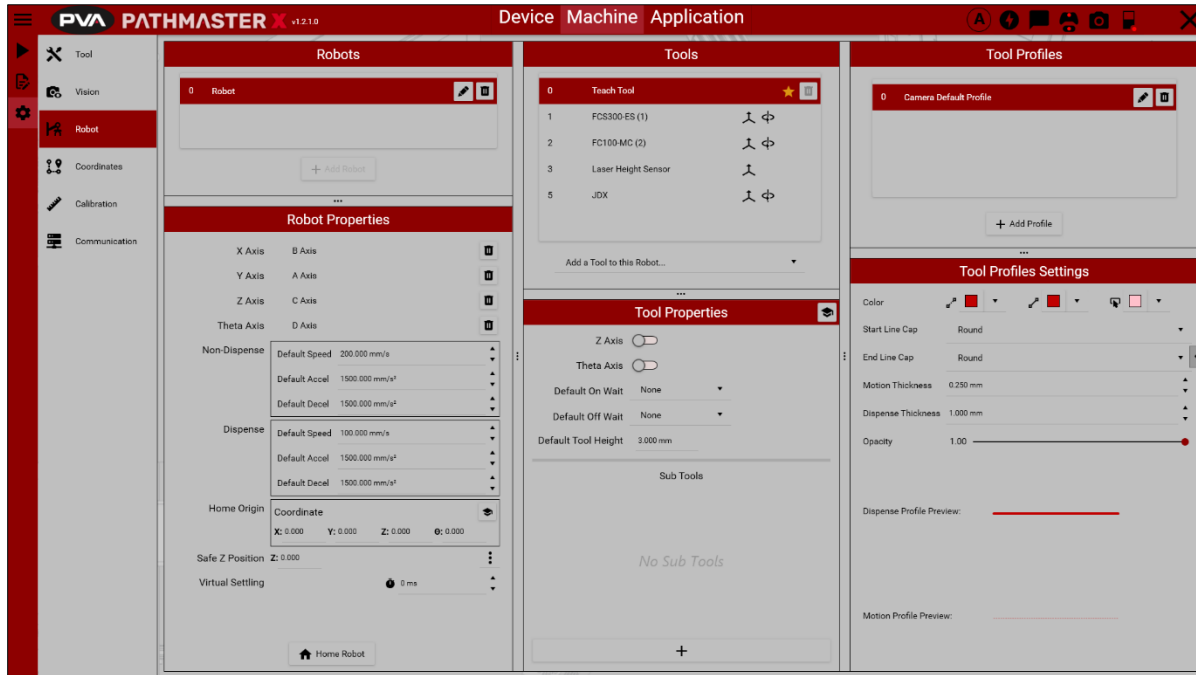 PVA PATHMASTER X v1.2.1.0
Device Machine Application
A
Tool
Vision
Robot
Coordinates
Calibration
Communication
Robots
0 Robot
+ Add Robot
Robot Properties
X Axis B Axis
Y Axis A Axis
Z Axis C Axis
Theta Axis D Axis
Non-Dispense
Default Speed 200.000 mm/s
Default Accel 1500.000 mm/s²
Default Decel 1500.000 mm/s²
Dispense
Default Speed 100.000 mm/s
Default Accel 1500.000 mm/s²
Default Decel 1500.000 mm/s²
Home Origin Coordinate
X: 0.000 Y: 0.000 Z: 0.000 Θ: 0.000
Safe Z Position Z: 0.000
Virtual Settling 0 ms
Home Robot
Tools
0 Teach Tool
1 FCS300-ES (1)
2 FC100-MC (2)
3 Laser Height Sensor
5 JDX
Add a Tool to this Robot...
Tool Properties
Z Axis
Theta Axis
Default On Wait None
Default Off Wait None
Default Tool Height 3.000 mm
Sub Tools
No Sub Tools
+
Tool Profiles
0 Camera Default Profile
+ Add Profile
Tool Profiles Settings
Color
Start Line Cap Round
End Line Cap Round
Motion Thickness 0.250 mm
Dispense Thickness 1.000 mm
Opacity 1.00
Dispense Profile Preview:
Motion Profile Preview: